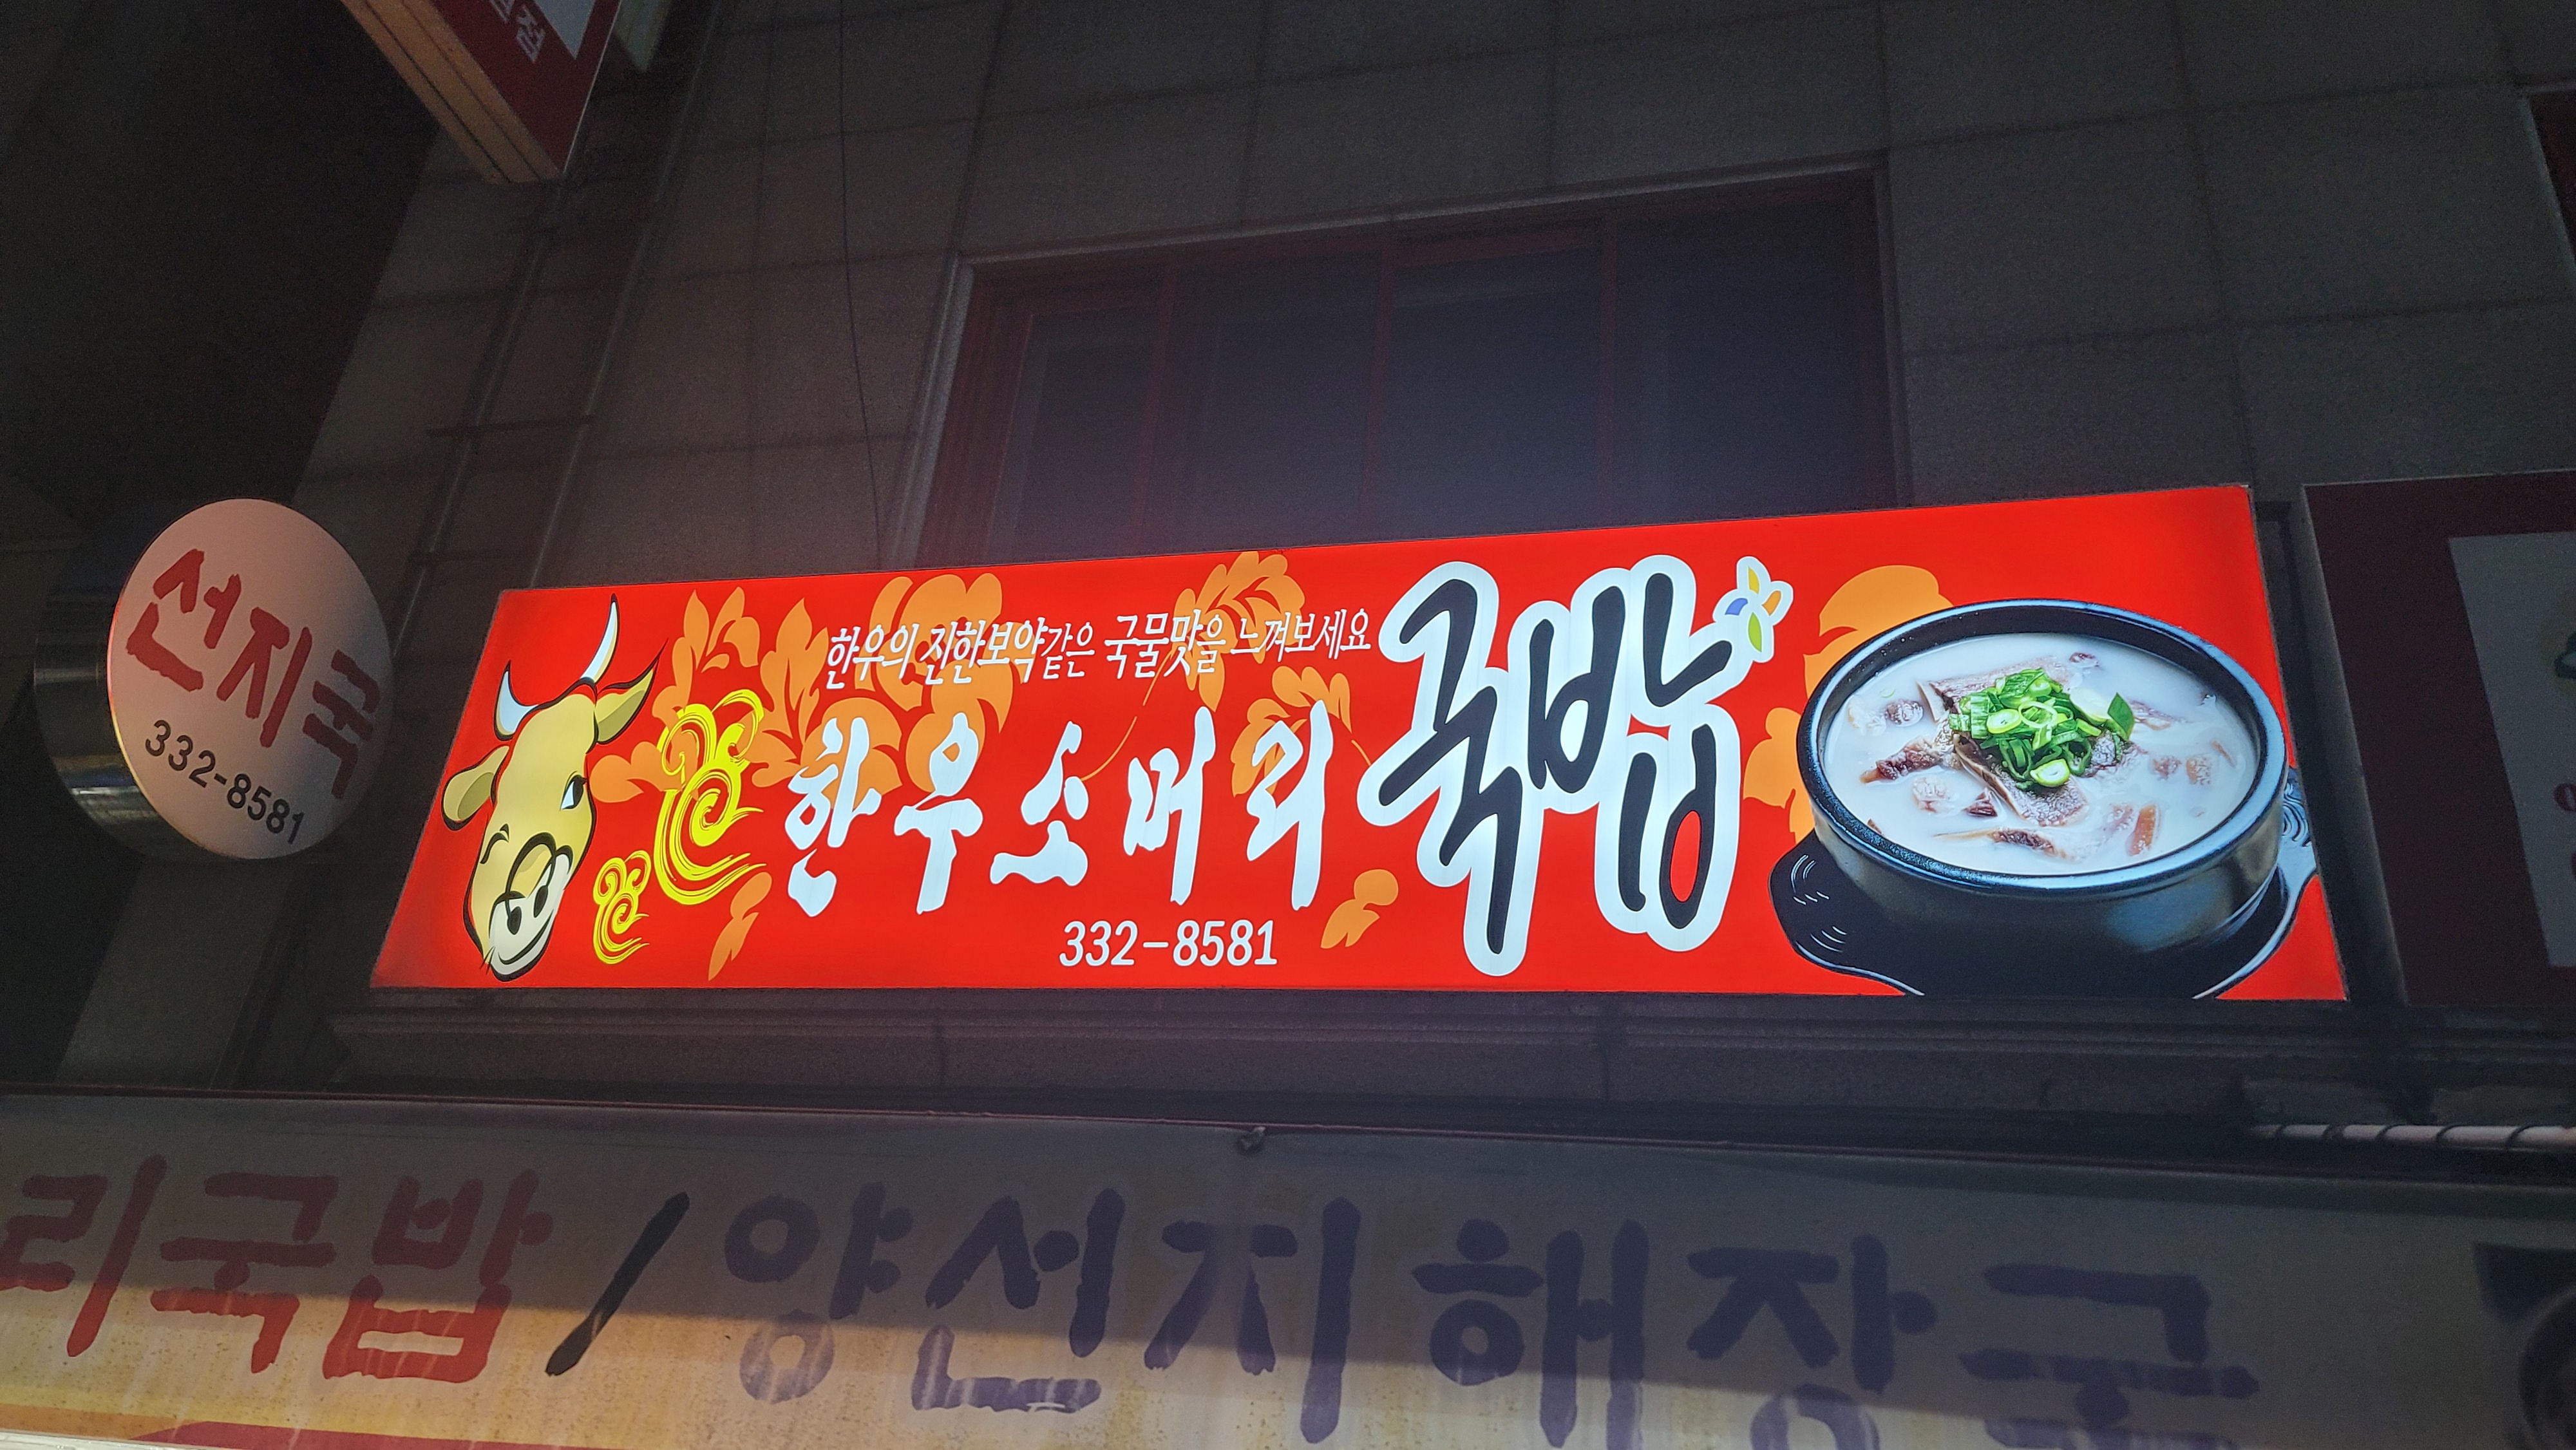 점
선지국
332-8581
한우의 진한보약같은 국물맛을 느껴보세요
한우소머리 국밥
332-8581
리국밥/양선지해장국